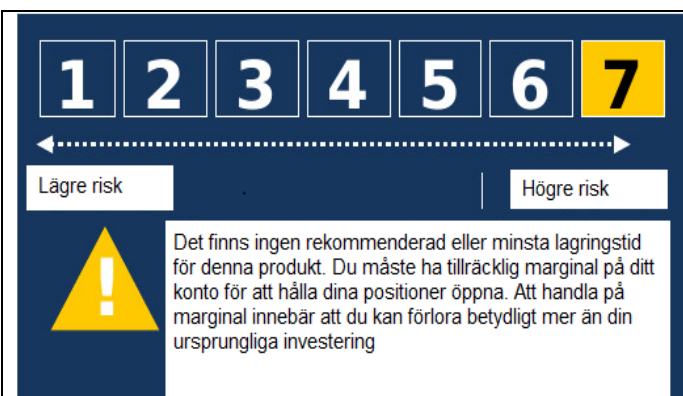 1 2 3 4 5 6 7
Lägre risk Högre risk
!
Det finns ingen rekommenderad eller minsta lagringstid
för denna produkt. Du måste ha tillräcklig marginal på ditt
konto för att hålla dina positioner öppna. Att handla på
marginal innebär att du kan förlora betydligt mer än din
ursprungliga investering